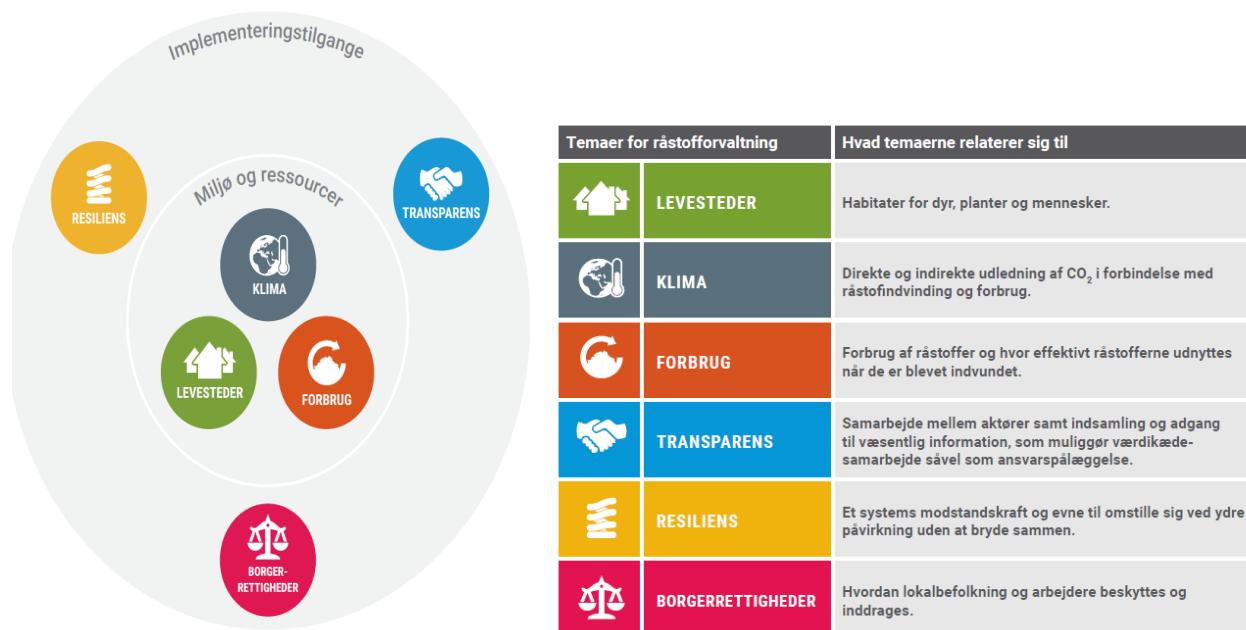 Implementeringstilgange
RESILIENS
TRANSPARENS
Miljø og ressourcer
KLIMA
LEVESTEDER
FORBRUG
BORGER-
RETTIGHEDER
Temaer for råstofforvaltning
Hvad temaerne relaterer sig til
LEVESTEDER
Habitater for dyr, planter og mennesker.
KLIMA
Direkte og indirekte udledning af CO₂ i forbindelse med
råstofindvinding og forbrug.
FORBRUG
Forbrug af råstoffer og hvor effektivt råstofferne udnyttes
når de er blevet indvundet.
TRANSPARENS
Samarbejde mellem aktører samt indsamling og adgang
til væsentlig information, som muliggør værdikæde-
samarbejde såvel som ansvarspålæggelse.
RESILIENS
Et systems modstandskraft og evne til omstille sig ved ydre
påvirkning uden at bryde sammen.
BORGERRETTIGHEDER
Hvordan lokalbefolkning og arbejdere beskyttes og
inddrages.